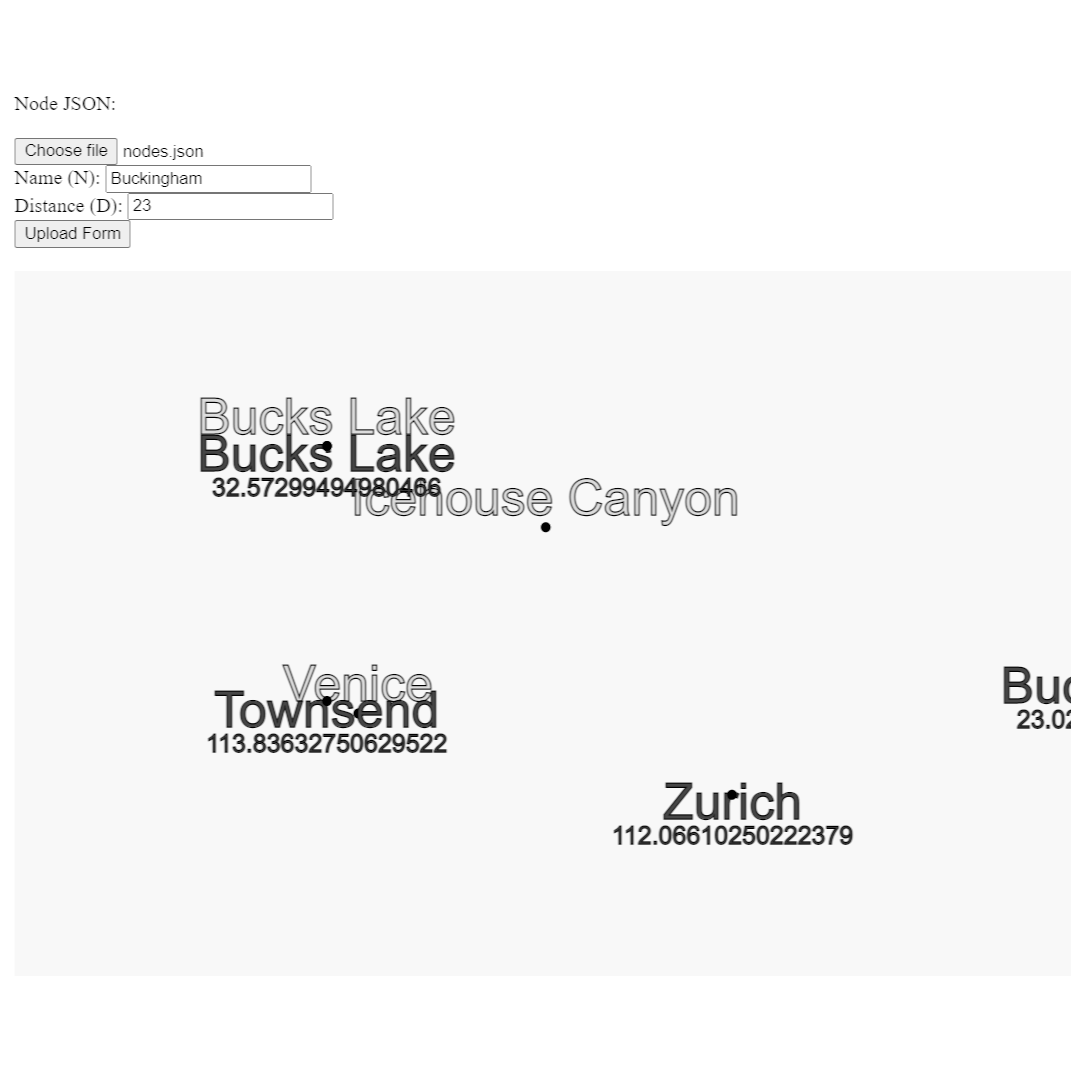 Node JSON:
Choose file nodes.json
Name (N): Buckingham
Distance (D): 23
Upload Form
Bucks Lake
Bucks Lake
32.57299494980466
Icehouse Canyon
Venice
Townsend
113.83632750629522
Buc
23.02
Zurich
112.06610250222379